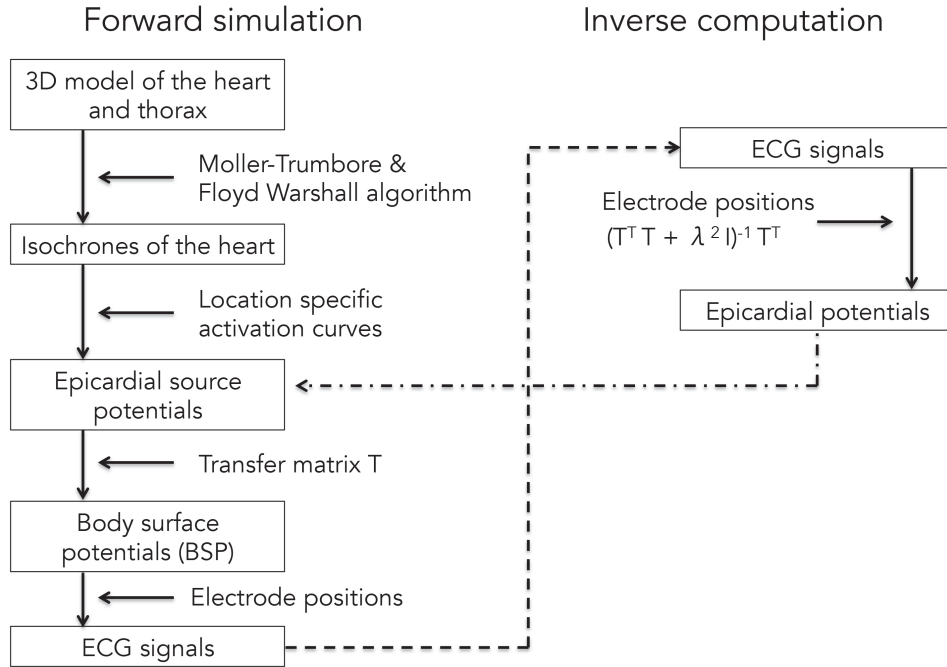 Forward simulation
3D model of the heart
and thorax
Moller-Trumbore &
Floyd Warshall algorithm
Isochrones of the heart
Location specific
activation curves
Epicardial source
potentials
Transfer matrix T
Body surface
potentials (BSP)
Electrode positions
ECG signals
Inverse computation
ECG signals
Electrode positions
(Tᵀ T + λ ² I)⁻¹ Tᵀ
Epicardial potentials